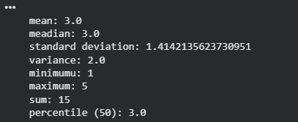 ...
mean: 3.0
meadian: 3.0
standard deviation: 1.4142135623730951
variance: 2.0
minimumu: 1
maximum: 5
sum: 15
percentile (50): 3.0